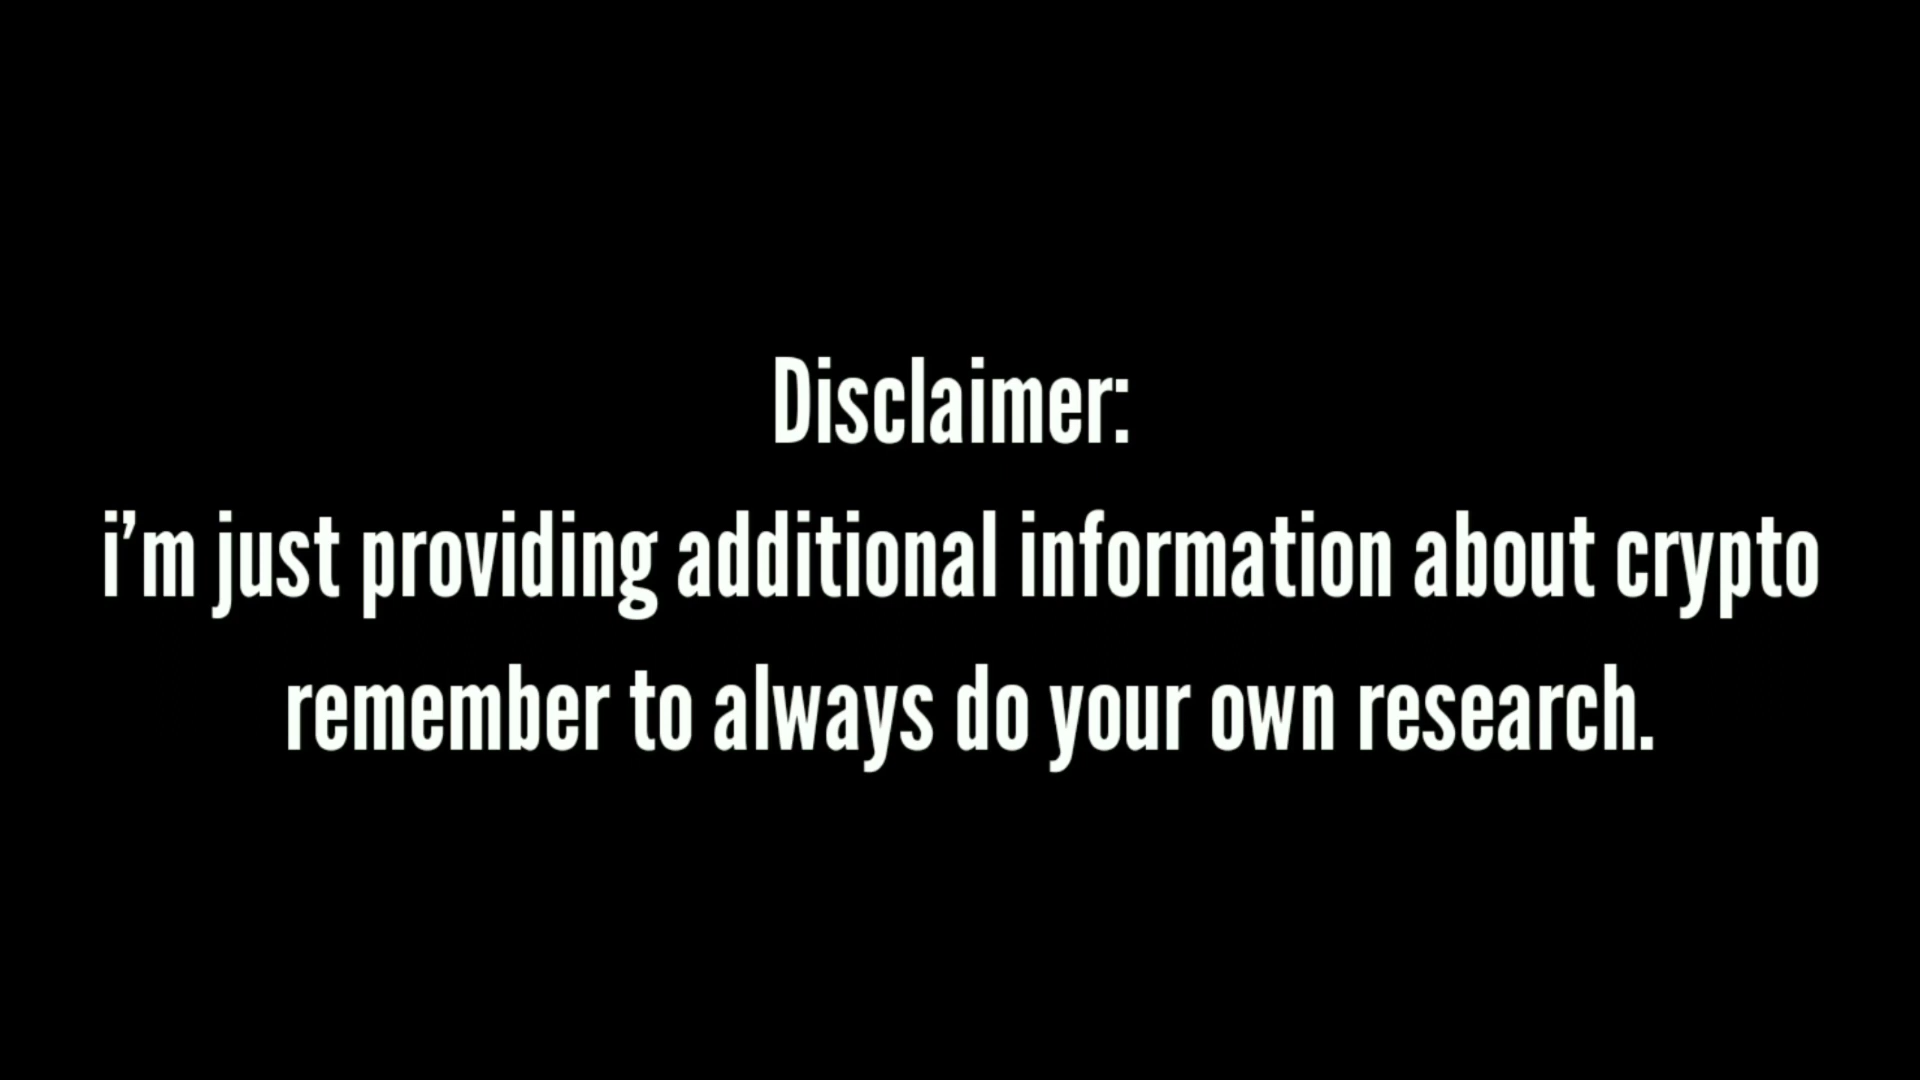 Disclaimer:
i’m just providing additional information about crypto
remember to always do your own research.